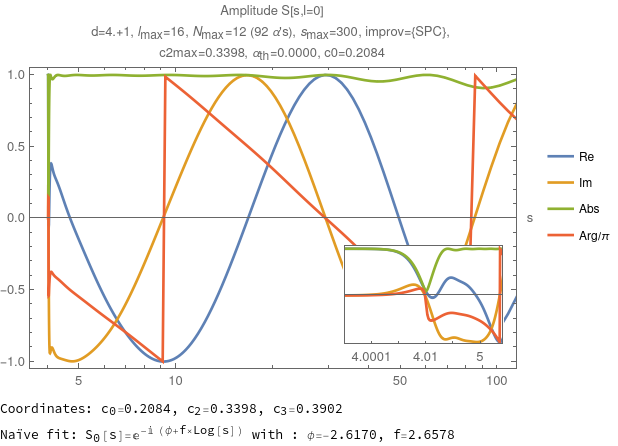 Amplitude S[s,l=0]
d=4.+1, lmax=16, Nmax=12 (92 α's), smax=300, improv={SPC},
c2max=0.3398, αth=0.0000, c0=0.2084
1.0
0.5
0.0
-0.5
-1.0
5 10 50 100
s
Re
Im
Abs
Arg/π
4.0001 4.01 5
Coordinates: c0=0.2084, c2=0.3398, c3=0.3902
Naïve fit: S0[s]=e^-i (ϕ+f×Log[s]) with : ϕ=-2.6170, f=2.6578